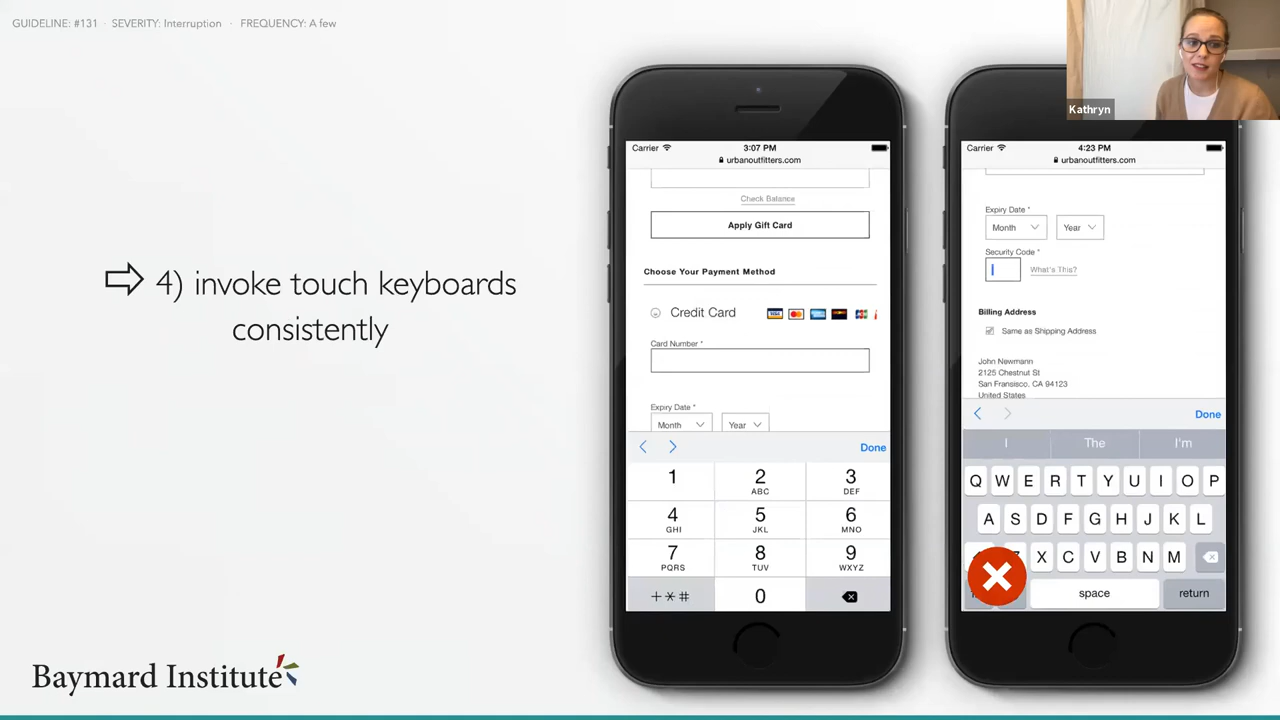 GUIDELINE: #131 · SEVERITY: Interruption · FREQUENCY: A few
Kathryn
4) invoke touch keyboards
consistently
Baymard Institute
Carrier 3:07 PM
urbanoutfitters.com
Check Balance
Apply Gift Card
Choose Your Payment Method
Credit Card
Card Number *
Expiry Date *
Month Year
Done
1 2 3
ABC DEF
4 5 6
GHI JKL MNO
7 8 9
PQRS TUV WXYZ
+*# 0
Carrier 4:23 PM
urbanoutfitters.com
Expiry Date *
Month Year
Security Code *
What's This?
Billing Address
Same as Shipping Address
John Newmann
2125 Chestnut St
San Fransisco, CA 94123
United States
Done
I The I'm
Q W E R T Y U I O P
A S D F G H J K L
X C V B N M
space return